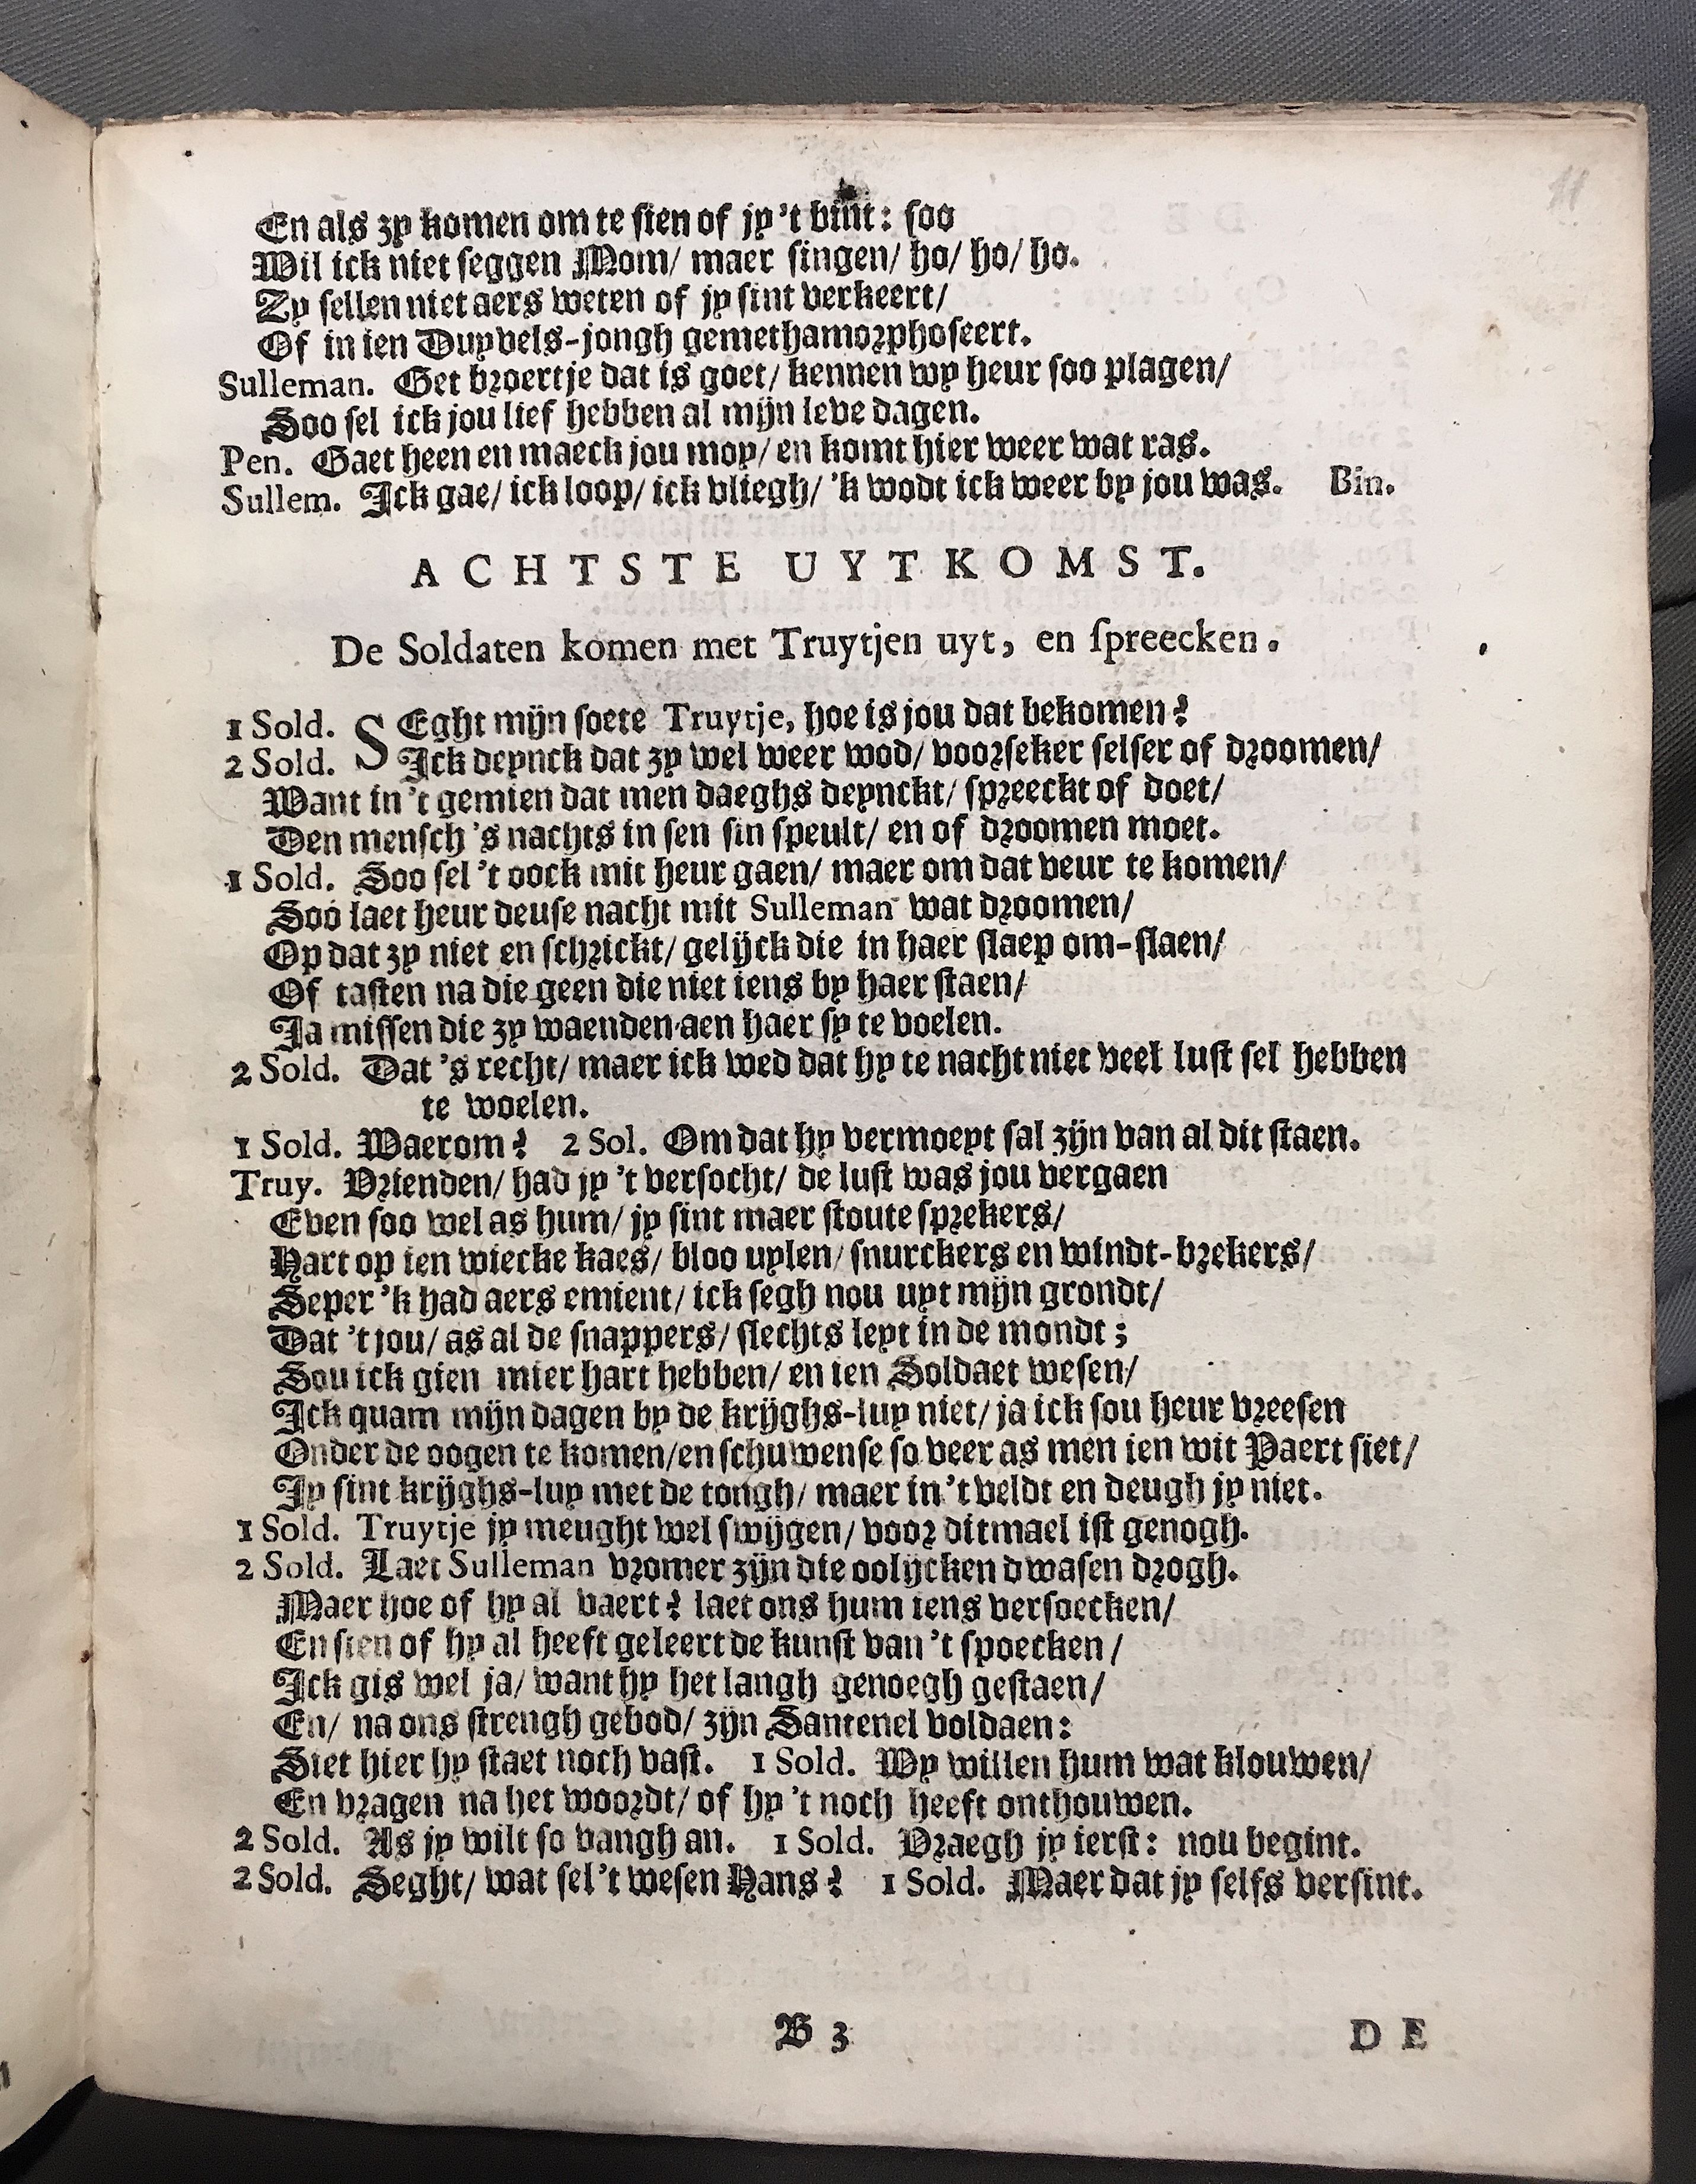 11
En als zy komen om te sien of jy 't bint: soo
Wil ick niet seggen Mom/ maer singen/ ho/ ho/ ho.
Zy sellen niet aers weten of jy sint verkeert/
Of in ien Duyvels-jongh gemethamorphoseert.
Sulleman. Get broertje dat is goet/ kennen wy heur soo plagen/
Soo sel ick jou lief hebben al mijn leve dagen.
Pen. Gaet heen en maeck jou moy/ en komt hier weer wat ras.
Sullem. Ick gae/ ick loop/ ick vliegh/ 'k wodt ick weer by jou was. Bin.
ACHTSTE UYTKOMST.
De Soldaten komen met Truytjen uyt, en spreecken.
1 Sold. SEght mijn soete Truytje, hoe is jou dat bekomen?
2 Sold. Ick deynck dat zy wel weer wod/ voorseker selser of droomen/
Want in 't gemien dat men daeghs deynckt/ spreeckt of doet/
Den mensch 's nachts in sen sin speult/ en of droomen moet.
1 Sold. Soo sel 't oock mit heur gaen/ maer om dat veur te komen/
Soo laet heur deuse nacht mit Sulleman wat droomen/
Op dat zy niet en schrickt/ gelijck die in haer slaep om-slaen/
Of tasten na die geen die niet iens by haer staen/
Ja missen die zy waenden aen haer sy te voelen.
2 Sold. Dat 's recht/ maer ick wed dat hy te nacht niet veel lust sel hebben
te woelen.
1 Sold. Waerom? 2 Sol. Om dat hy vermoeyt sal zijn van al dit staen.
Truy. Vrienden/ had jy 't versocht/ de lust was jou vergaen
Even soo wel as hum/ jy sint maer stoute sprekers/
Hart op ien wiecke kaes/ bloo uylen/ snurckers en windt-brekers/
Seper 'k had aers emient/ ick segh nou uyt mijn grondt/
Dat 't jou/ as al de snappers/ slechts leyt in de mondt;
Sou ick gien mier hart hebben/ en ien Soldaet wesen/
Ick quam mijn dagen by de krijghs-luy niet/ ja ick sou heur vreesen
Onder de oogen te komen/en schuwense so veer as men ien wit Paert siet/
Jy sint krijghs-luy met de tongh/ maer in 't veldt en deugh jy niet.
1 Sold. Truytje jy meught wel swijgen/ voor ditmael ist genogh.
2 Sold. Laet Sulleman vromer zijn die oolijcken dwasen drogh.
Maer hoe of hy al vaert? laet ons hum iens versoecken/
En sien of hy al heeft geleert de kunst van 't spoecken/
Ick gis wel ja/ want hy het langh genoegh gestaen/
En/ na ons strengh gebod/ zijn Santenel voldaen:
Siet hier hy staet noch vast. 1 Sold. Wy willen hum wat klouwen/
En vragen na het woordt/ of hy 't noch heeft onthouwen.
2 Sold. As jy wilt so vangh an. 1 Sold. Vraegh jy ierst: nou begint.
2 Sold. Seght/ wat sel 't wesen Hans? 1 Sold. Maer dat jy selfs versint.
B 3 DE